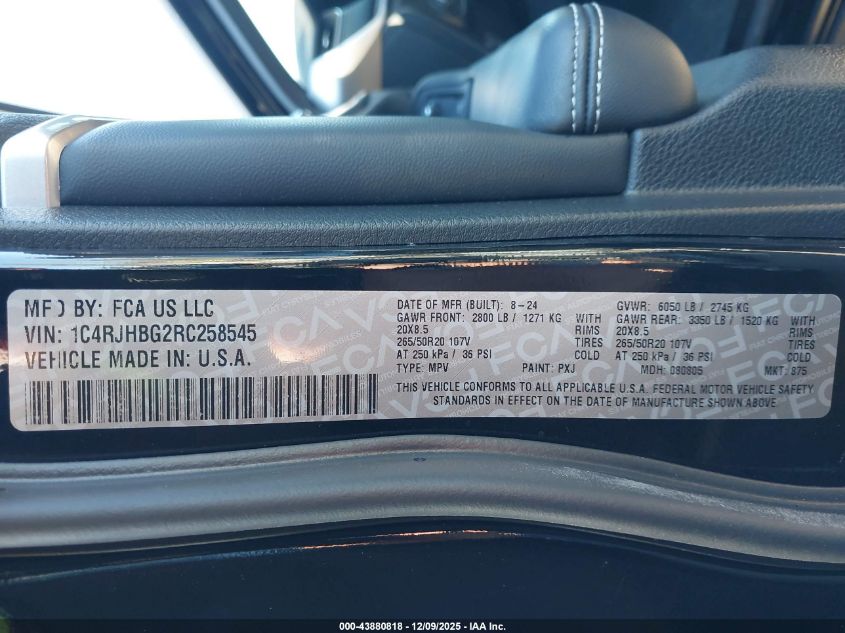 MFD BY: FCA US LLC
VIN: 1C4RJHBG2RC258545
VEHICLE MADE IN: U.S.A.
DATE OF MFR (BUILT): 8-24 GVWR: 6050 LB / 2745 KG
GAWR FRONT: 2800 LB / 1271 KG WITH GAWR REAR: 3350 LB / 1520 KG WITH
20X8.5 RIMS 20X8.5 RIMS
265/50R20 107V TIRES 265/50R20 107V TIRES
AT 250 kPa / 36 PSI COLD AT 250 kPa / 36 PSI COLD
TYPE: MPV PAINT: PXJ MDH: 080805 MKT: 875
THIS VEHICLE CONFORMS TO ALL APPLICABLE U.S.A. FEDERAL MOTOR VEHICLE SAFETY
STANDARDS IN EFFECT ON THE DATE OF MANUFACTURE SHOWN ABOVE.
000-43880818 - 12/09/2025 - IAA Inc.